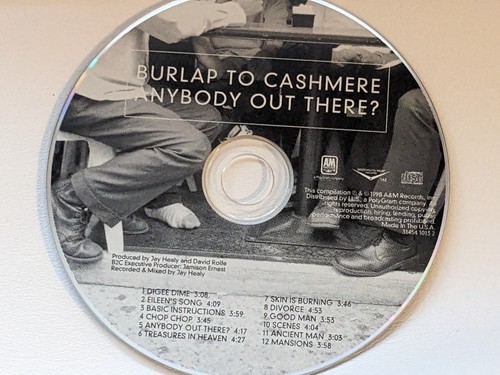 BURLAP TO CASHMERE
ANYBODY OUT THERE?
A&M
This compilation ℗ & © 1998 A&M Records, Inc.
Distributed by U.S., a PolyGram company. All
rights reserved. Unauthorized copying,
reproduction, hiring, lending, public
performance and broadcasting prohibited.
Made In The U.S.A.
31454 1013 2
Produced by Jay Healy and David Rolfe
B2C Executive Producer: Jamison Ernest
Recorded & Mixed by Jay Healy
1 DIGEE DIME 3:08
2 EILEEN'S SONG 4:09
3 BASIC INSTRUCTIONS 3:59
4 CHOP CHOP 3:45
5 ANYBODY OUT THERE? 4:17
6 TREASURES IN HEAVEN 4:27
7 SKIN IS BURNING 3:46
8 DIVORCE 4:53
9 GOOD MAN 3:53
10 SCENES 4:04
11 ANCIENT MAN 3:03
12 MANSIONS 3:58